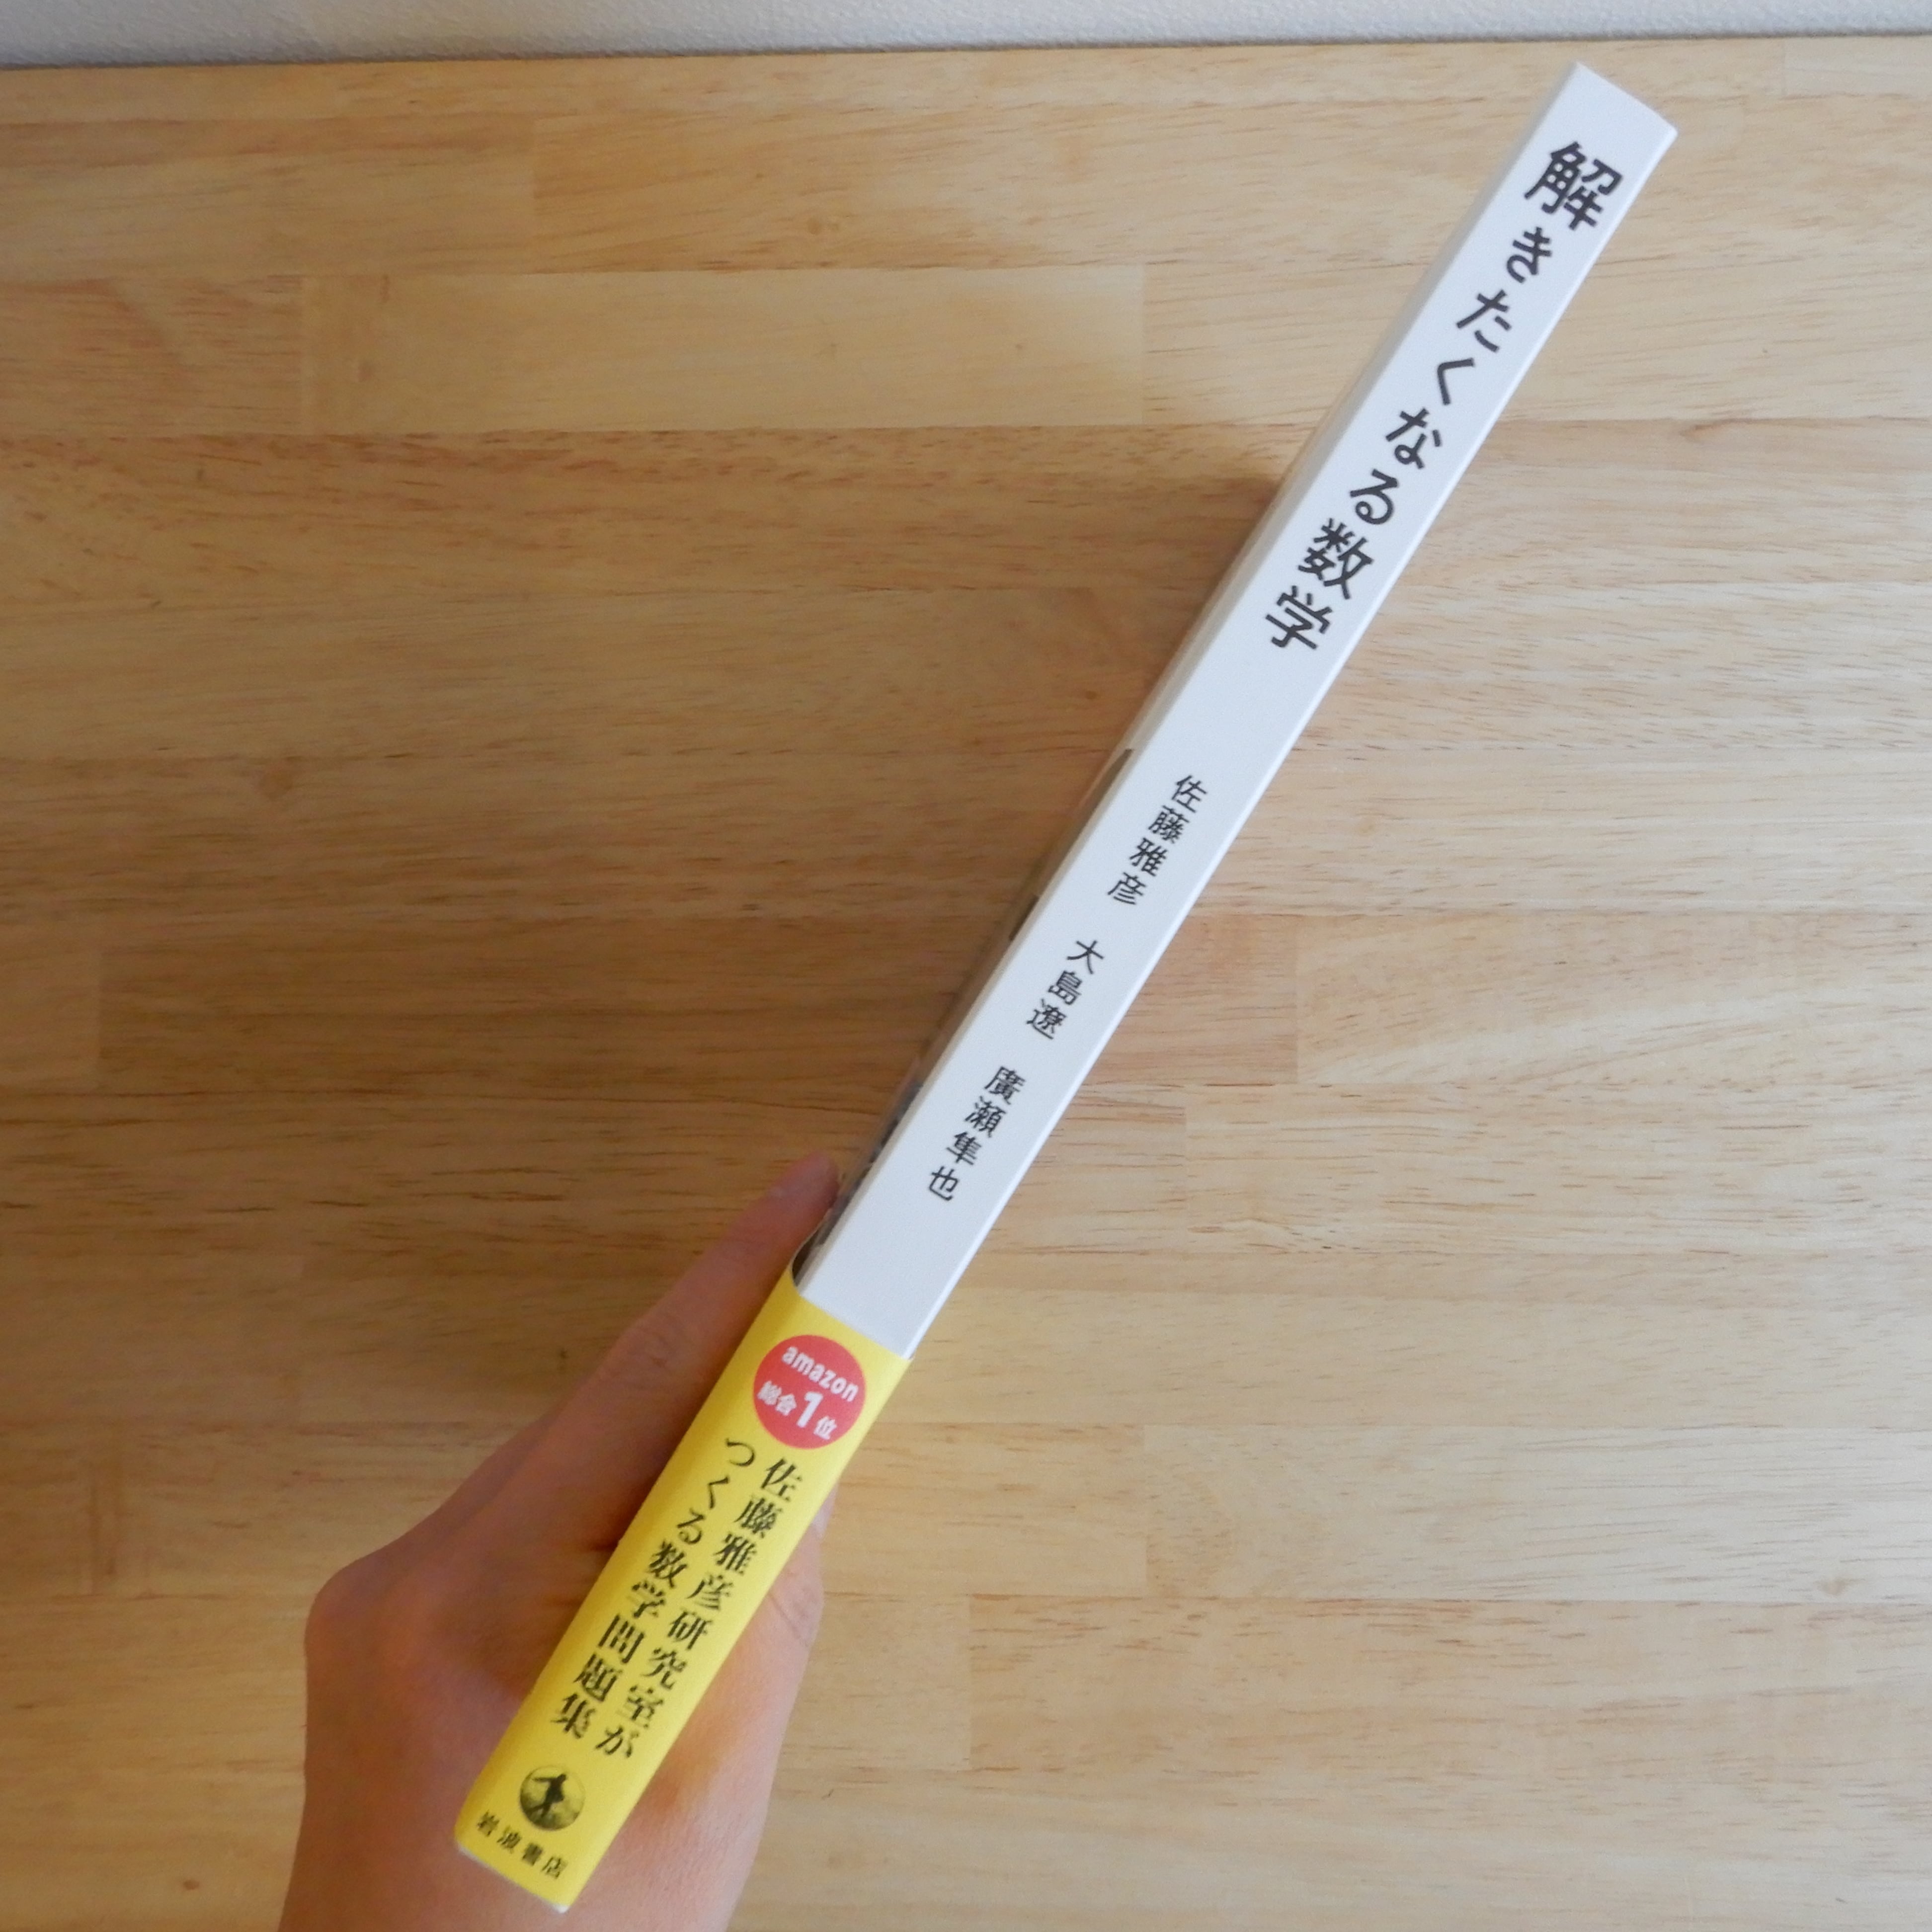 解きたくなる数学
佐藤雅彦 大島遼 廣瀬隼也
amazon
総合1位
佐藤雅彦研究室が
つくる数学問題集
岩波書店